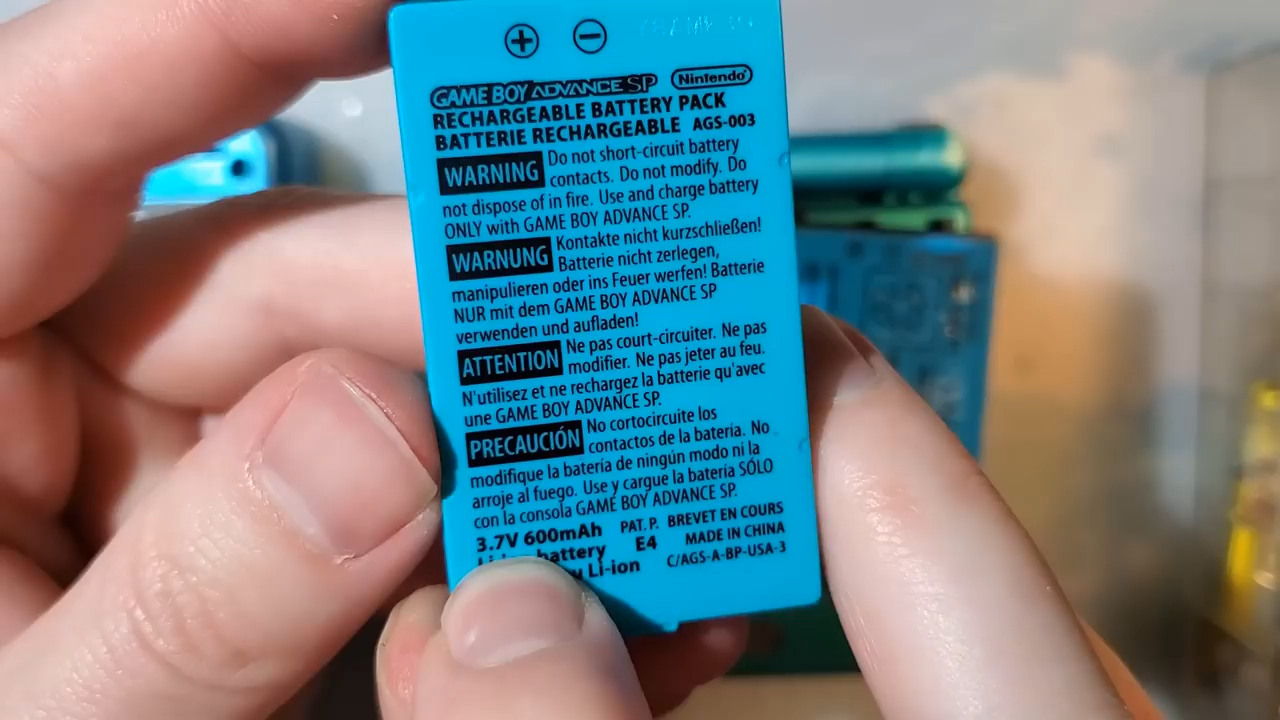 + −
GAME BOY ADVANCE SP Nintendo
RECHARGEABLE BATTERY PACK
BATTERIE RECHARGEABLE AGS-003
WARNING Do not short-circuit battery
contacts. Do not modify. Do
not dispose of in fire. Use and charge battery
ONLY with GAME BOY ADVANCE SP.
WARNUNG Kontakte nicht kurzschließen!
Batterie nicht zerlegen,
manipulieren oder ins Feuer werfen! Batterie
NUR mit dem GAME BOY ADVANCE SP
verwenden und aufladen!
ATTENTION Ne pas court-circuiter. Ne pas
modifier. Ne pas jeter au feu.
N'utilisez et ne rechargez la batterie qu'avec
une GAME BOY ADVANCE SP.
PRECAUCIÓN No cortocircuite los
contactos de la batería. No
modifique la batería de ningún modo ni la
arroje al fuego. Use y cargue la batería SÓLO
con la consola GAME BOY ADVANCE SP.
3.7V 600mAh PAT. P. BREVET EN COURS
battery E4 MADE IN CHINA
Li-ion C/AGS-A-BP-USA-3